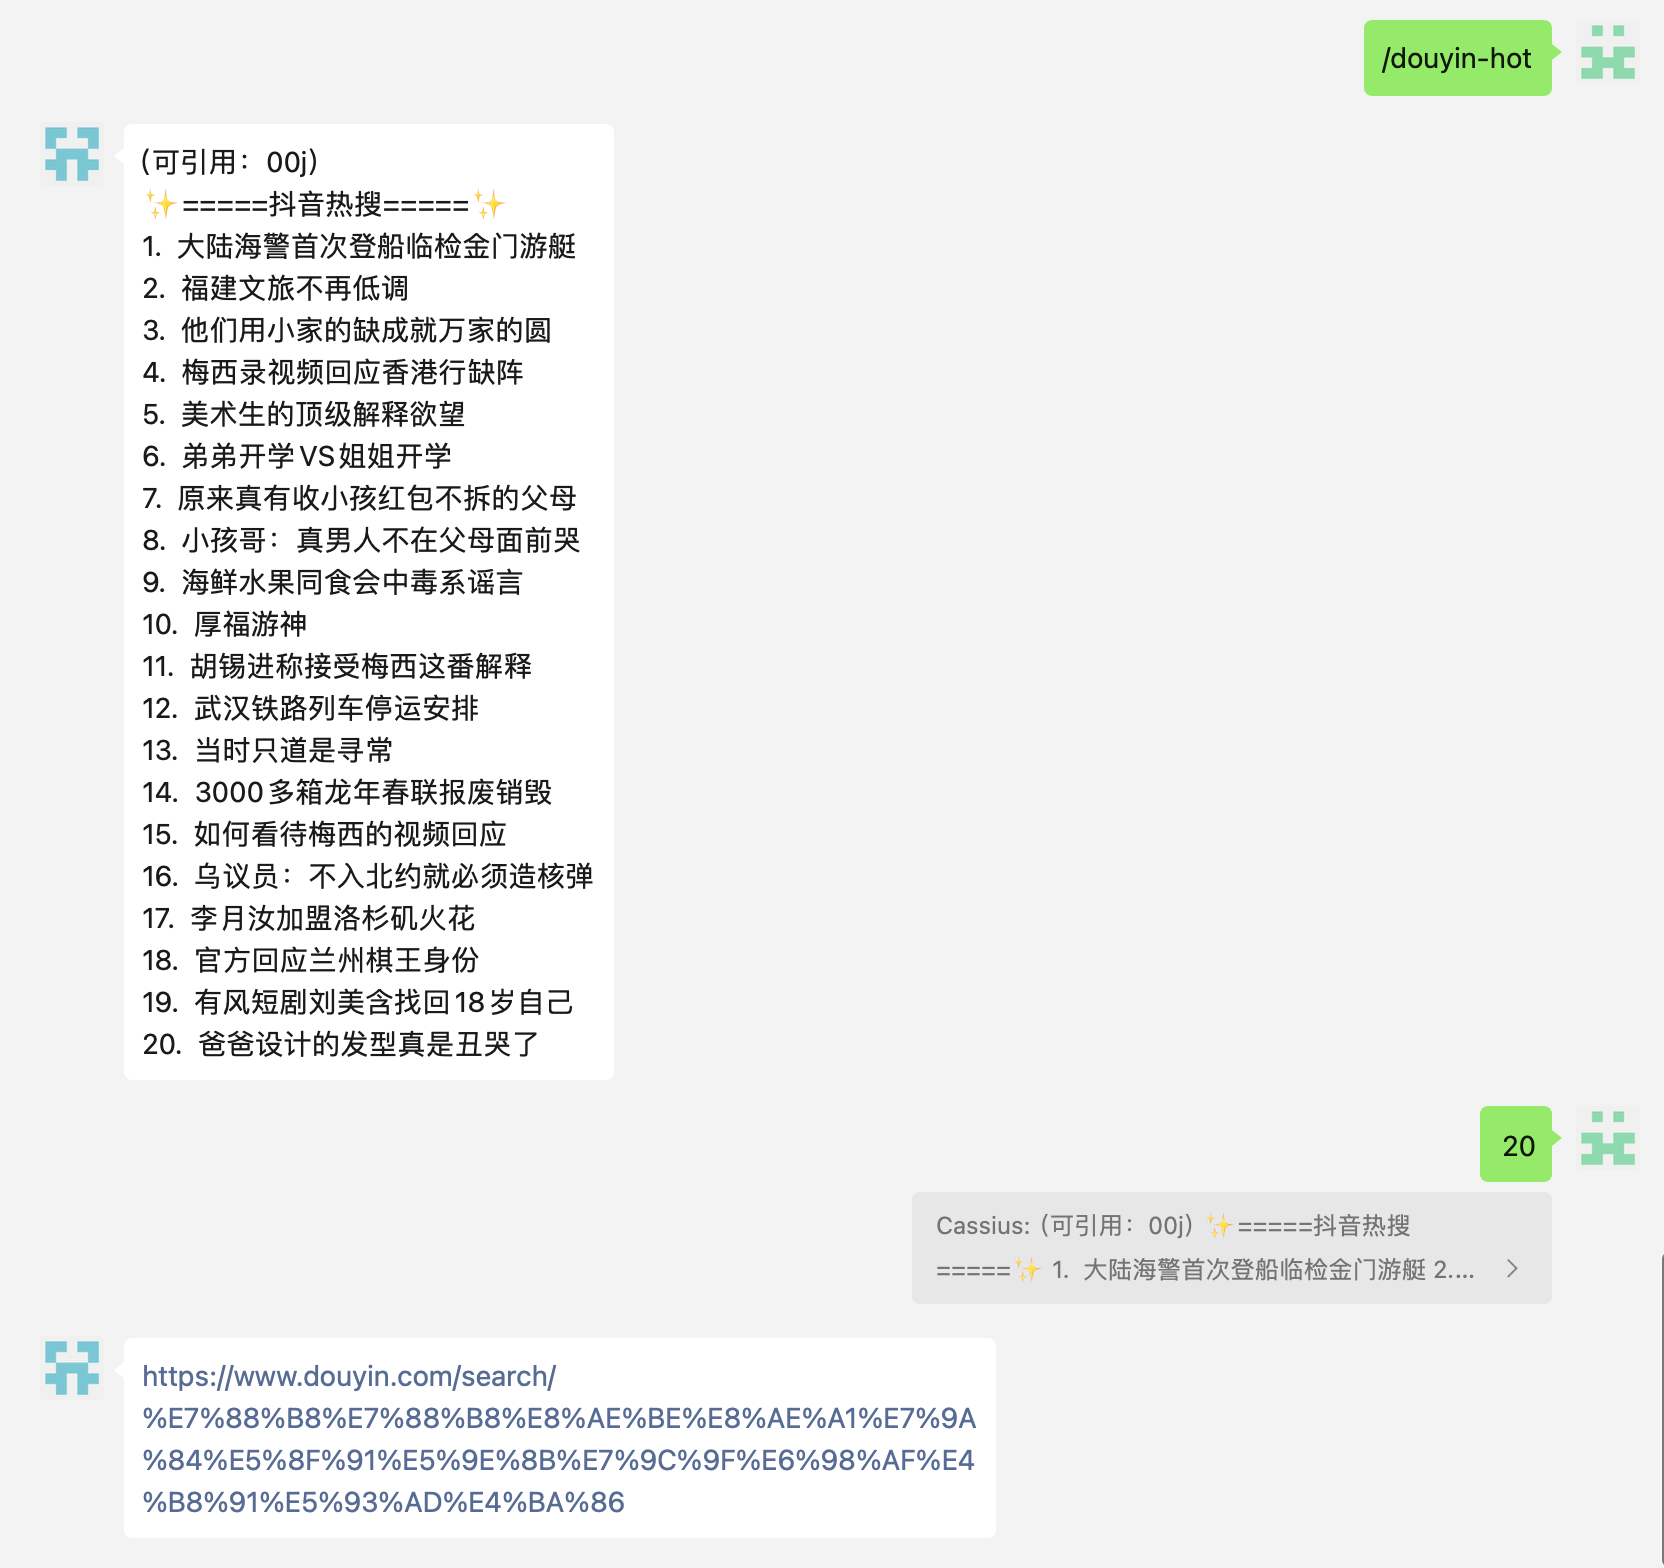 /douyin-hot
(可引用：00j)
✨=====抖音热搜=====✨
1. 大陆海警首次登船临检金门游艇
2. 福建文旅不再低调
3. 他们用小家的缺成就万家的圆
4. 梅西录视频回应香港行缺阵
5. 美术生的顶级解释欲望
6. 弟弟开学VS姐姐开学
7. 原来真有收小孩红包不拆的父母
8. 小孩哥：真男人不在父母面前哭
9. 海鲜水果同食会中毒系谣言
10. 厚福游神
11. 胡锡进称接受梅西这番解释
12. 武汉铁路列车停运安排
13. 当时只道是寻常
14. 3000多箱龙年春联报废销毁
15. 如何看待梅西的视频回应
16. 乌议员：不入北约就必须造核弹
17. 李月汝加盟洛杉矶火花
18. 官方回应兰州棋王身份
19. 有风短剧刘美含找回18岁自己
20. 爸爸设计的发型真是丑哭了
20
Cassius: (可引用：00j) ✨=====抖音热搜
=====✨ 1. 大陆海警首次登船临检金门游艇 2....
https://www.douyin.com/search/
%E7%88%B8%E7%88%B8%E8%AE%BE%E8%AE%A1%E7%9A
%84%E5%8F%91%E5%9E%8B%E7%9C%9F%E6%98%AF%E4
%B8%91%E5%93%AD%E4%BA%86